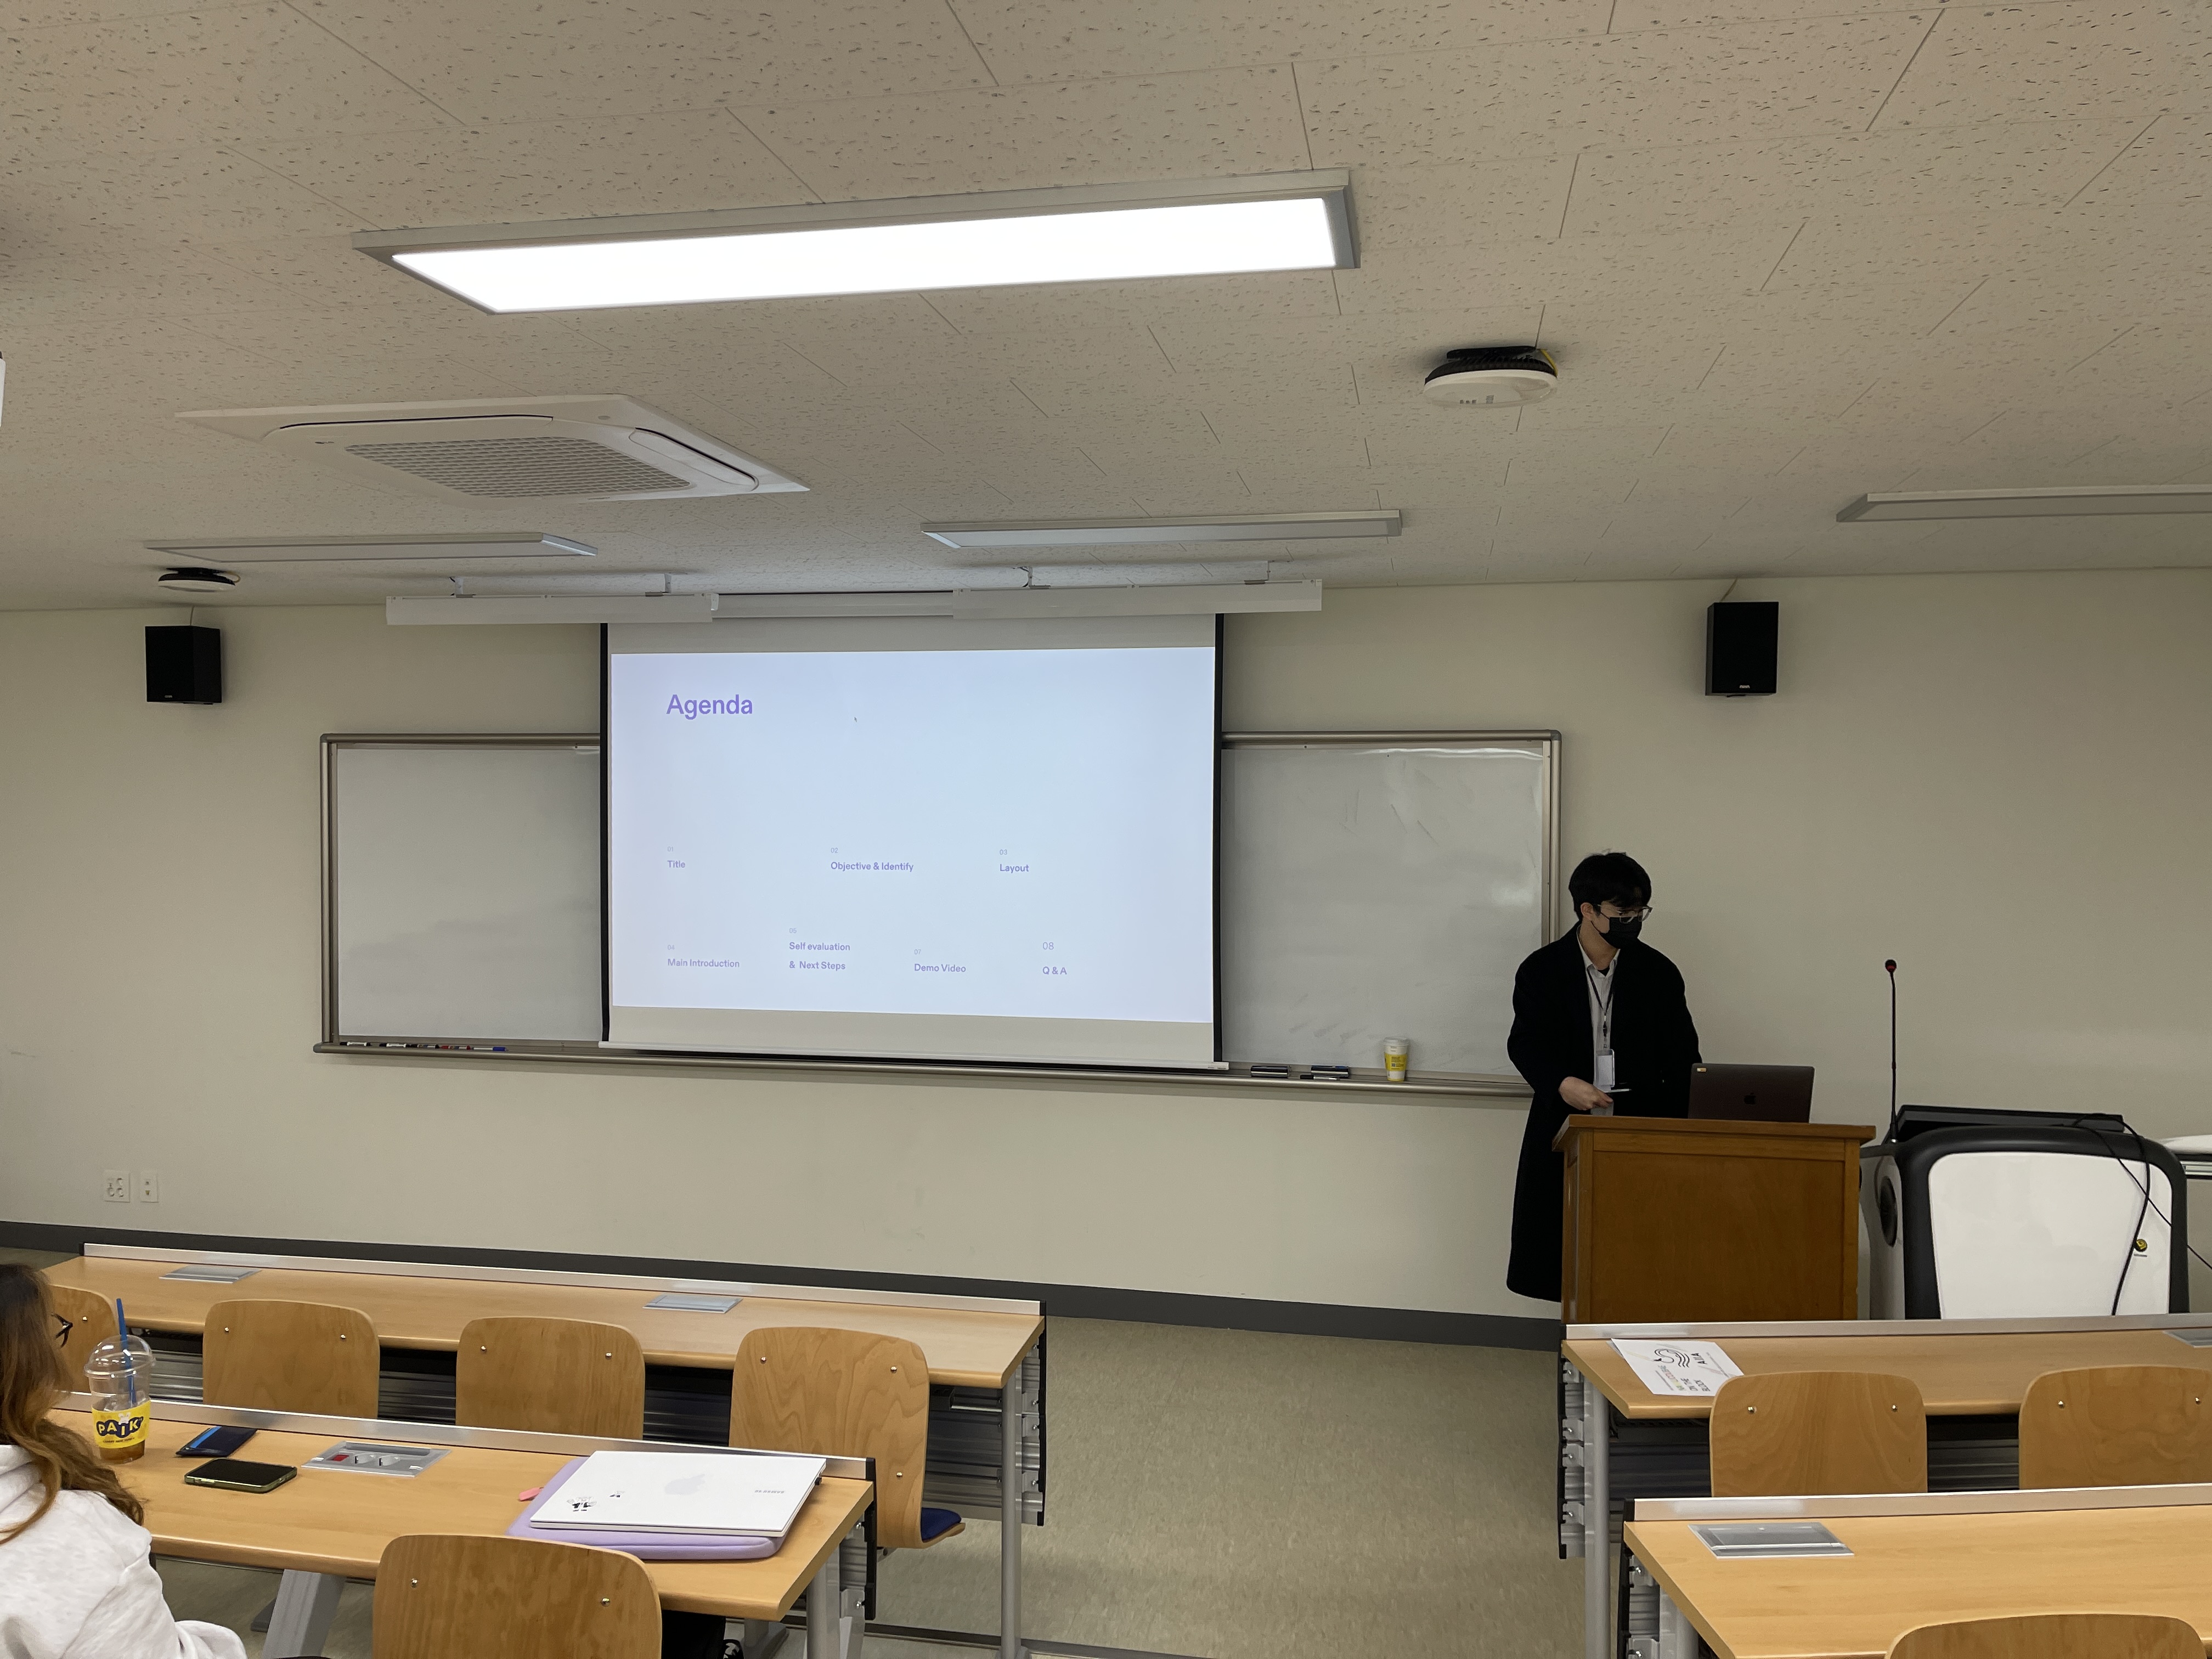 Agenda
01
Title
02
Objective & Identify
03
Layout
04
Main Introduction
Self evaluation
& Next Steps
07
Demo Video
08
Q & A
PAIK'S